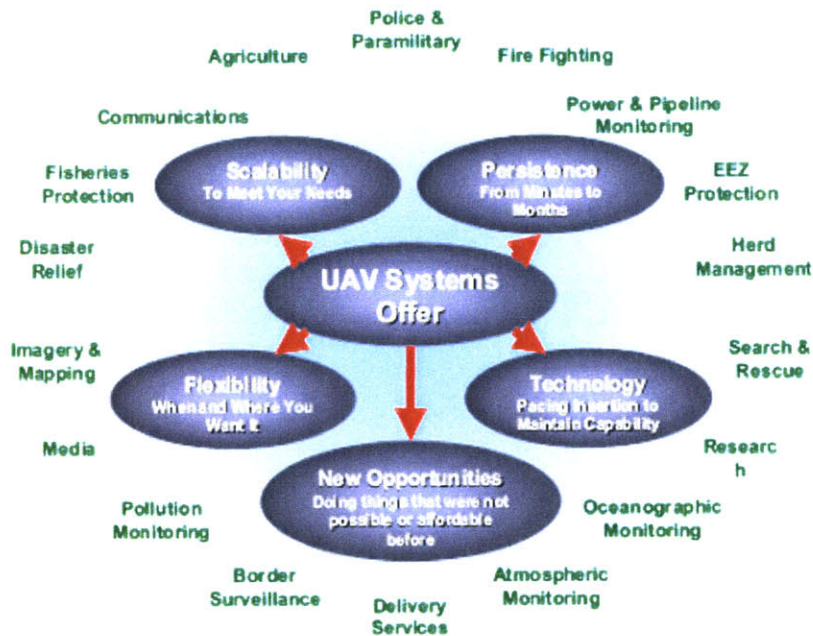 Police &
Paramilitary
Agriculture
Fire Fighting
Communications
Power & Pipeline
Monitoring
Scalability
To Meet Your Needs
Persistence
From Minutes to
Months
Fisheries
Protection
EEZ
Protection
Disaster
Relief
UAV Systems
Offer
Herd
Management
Imagery &
Mapping
Flexibility
When and Where You
Want It
Technology
Pacing Insertion to
Maintain Capability
Search &
Rescue
Media
New Opportunities
Doing things that were not
possible or affordable
before
Researc
h
Pollution
Monitoring
Oceanographic
Monitoring
Border
Surveillance
Atmospheric
Monitoring
Delivery
Services